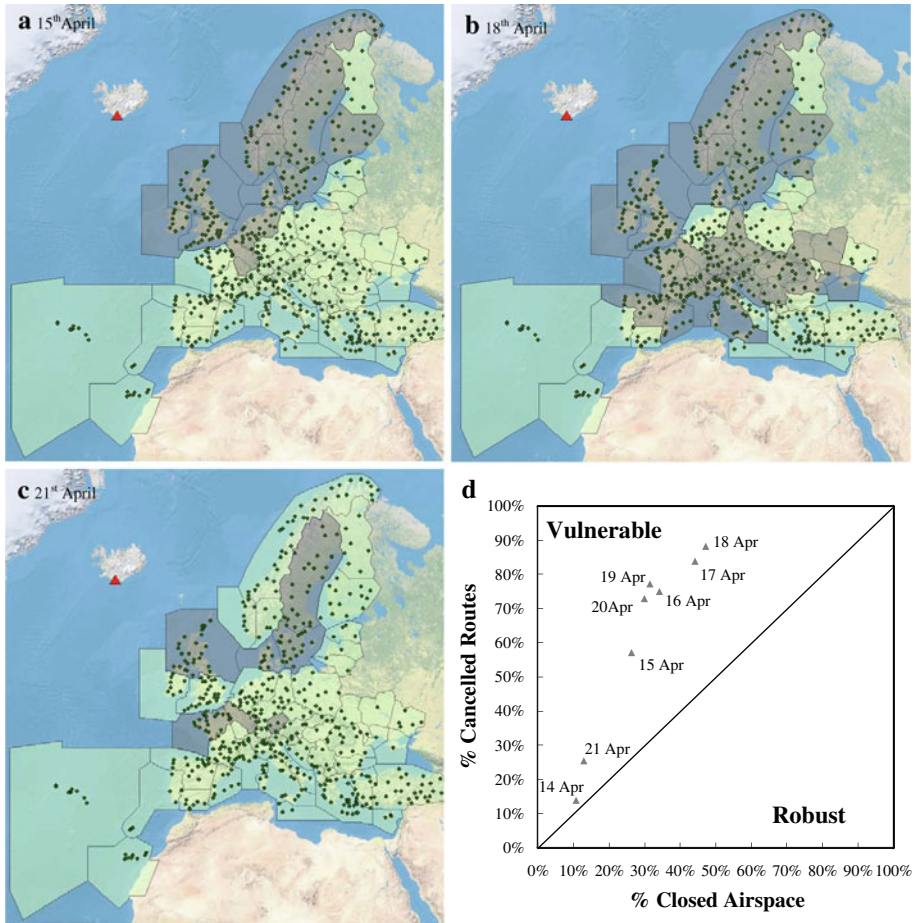 a 15th April
b 18th April
c 21st April
d
100%
90%
80%
70%
60%
50%
40%
30%
20%
10%
0%
% Cancelled Routes
Vulnerable
18 Apr
17 Apr
19 Apr
16 Apr
20Apr
15 Apr
21 Apr
14 Apr
Robust
0% 10% 20% 30% 40% 50% 60% 70% 80% 90% 100%
% Closed Airspace